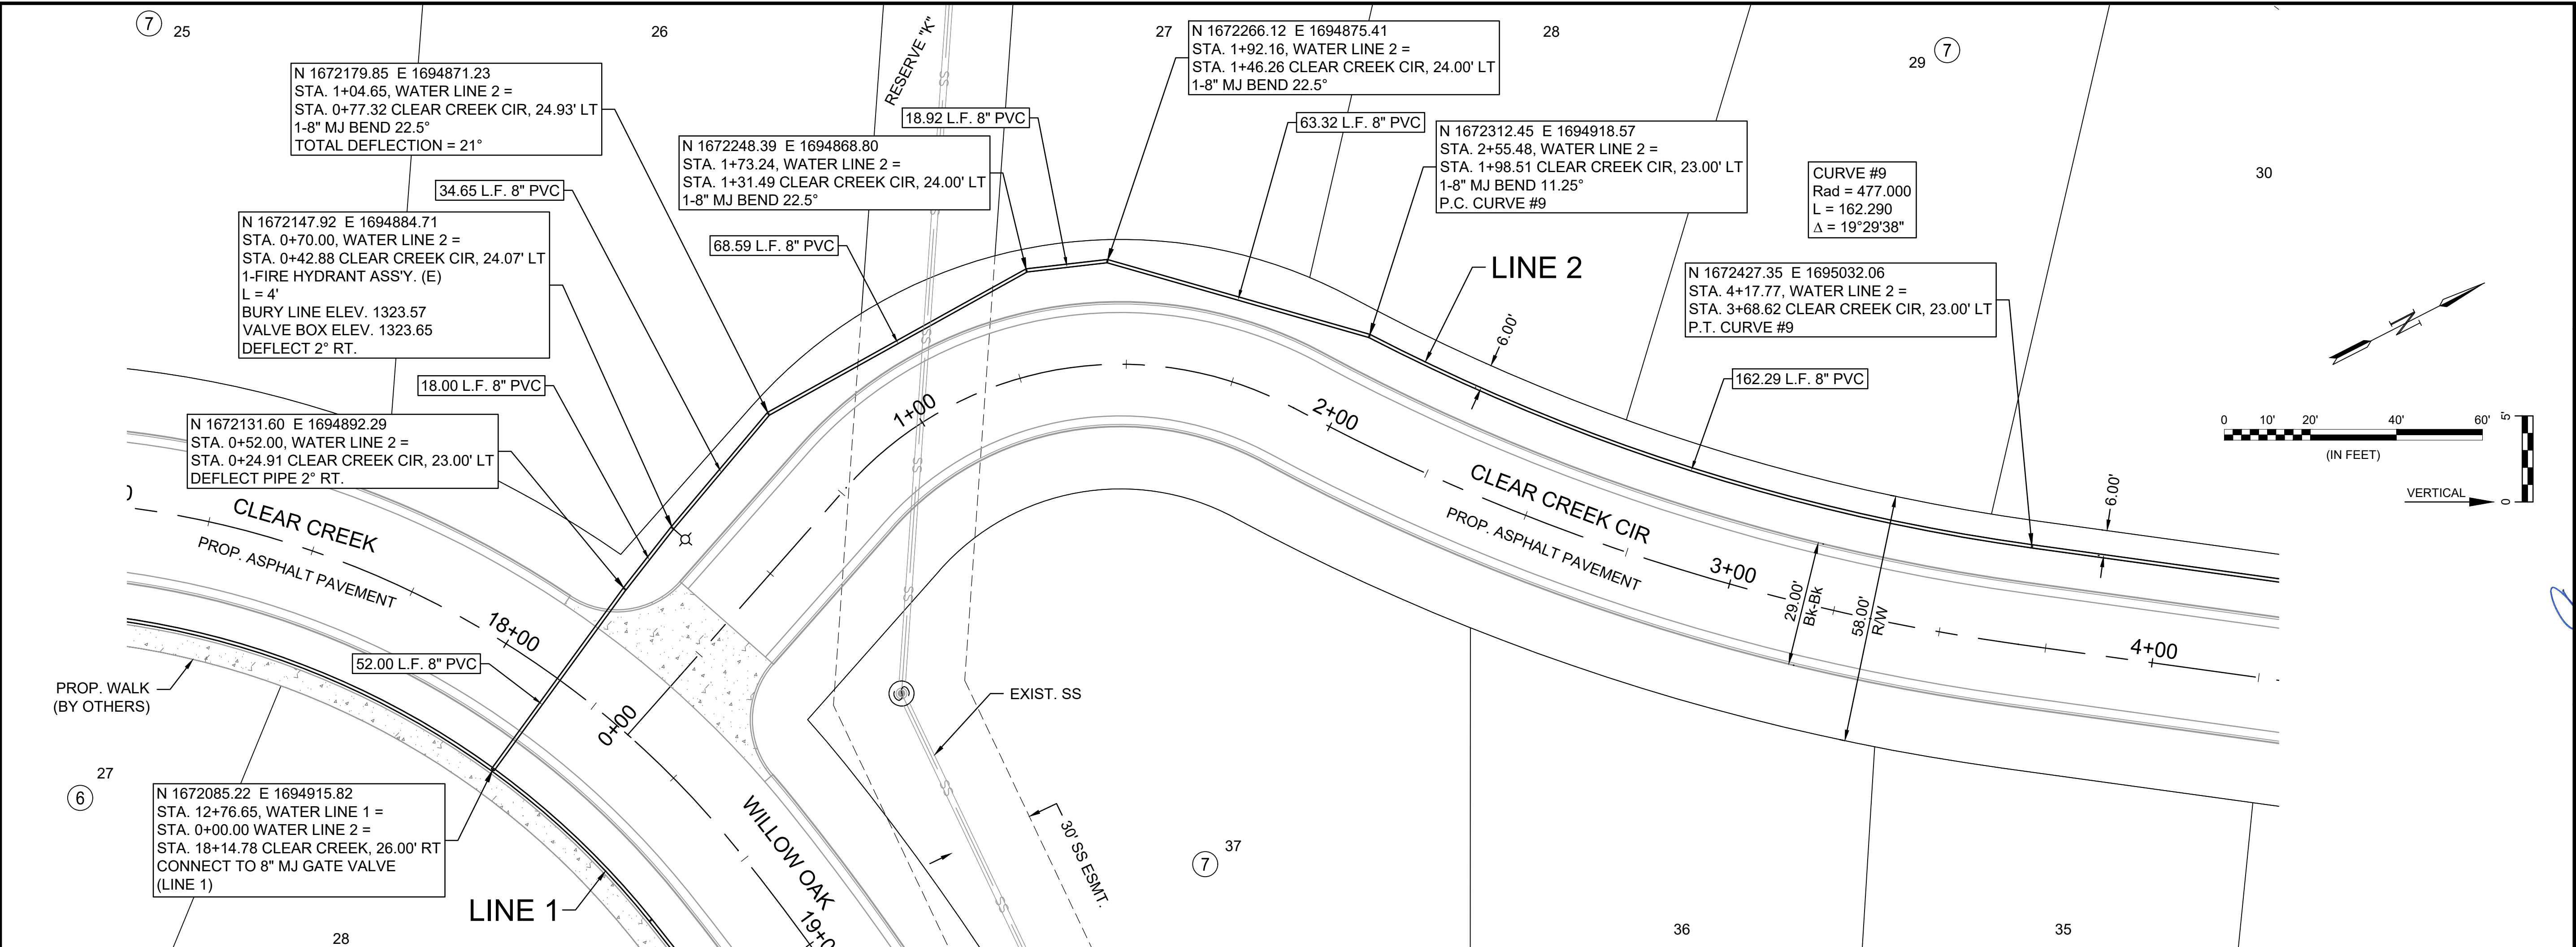 7
25
26
27
28
29
7
30
RESERVE "K"
N 1672179.85 E 1694871.23
STA. 1+04.65, WATER LINE 2 =
STA. 0+77.32 CLEAR CREEK CIR, 24.93' LT
1-8" MJ BEND 22.5°
TOTAL DEFLECTION = 21°
34.65 L.F. 8" PVC
N 1672147.92 E 1694884.71
STA. 0+70.00, WATER LINE 2 =
STA. 0+42.88 CLEAR CREEK CIR, 24.07' LT
1-FIRE HYDRANT ASS'Y. (E)
L = 4'
BURY LINE ELEV. 1323.57
VALVE BOX ELEV. 1323.65
DEFLECT 2° RT.
18.00 L.F. 8" PVC
N 1672131.60 E 1694892.29
STA. 0+52.00, WATER LINE 2 =
STA. 0+24.91 CLEAR CREEK CIR, 23.00' LT
DEFLECT PIPE 2° RT.
N 1672248.39 E 1694868.80
STA. 1+73.24, WATER LINE 2 =
STA. 1+31.49 CLEAR CREEK CIR, 24.00' LT
1-8" MJ BEND 22.5°
68.59 L.F. 8" PVC
18.92 L.F. 8" PVC
N 1672266.12 E 1694875.41
STA. 1+92.16, WATER LINE 2 =
STA. 1+46.26 CLEAR CREEK CIR, 24.00' LT
1-8" MJ BEND 22.5°
63.32 L.F. 8" PVC
N 1672312.45 E 1694918.57
STA. 2+55.48, WATER LINE 2 =
STA. 1+98.51 CLEAR CREEK CIR, 23.00' LT
1-8" MJ BEND 11.25°
P.C. CURVE #9
CURVE #9
Rad = 477.000
L = 162.290
Δ = 19°29'38"
LINE 2
N 1672427.35 E 1695032.06
STA. 4+17.77, WATER LINE 2 =
STA. 3+68.62 CLEAR CREEK CIR, 23.00' LT
P.T. CURVE #9
162.29 L.F. 8" PVC
6.00'
6.00'
N
0 10' 20' 40' 60'
(IN FEET)
VERTICAL
0
5'
SS
SS
SS
SS
SS
SS
SS
1+00
2+00
CLEAR CREEK CIR
PROP. ASPHALT PAVEMENT
3+00
29.00'
Bk-Bk
58.00'
R/W
4+00
CLEAR CREEK
PROP. ASPHALT PAVEMENT
18+00
52.00 L.F. 8" PVC
0+00
PROP. WALK
(BY OTHERS)
EXIST. SS
27
6
N 1672085.22 E 1694915.82
STA. 12+76.65, WATER LINE 1 =
STA. 0+00.00 WATER LINE 2 =
STA. 18+14.78 CLEAR CREEK, 26.00' RT
CONNECT TO 8" MJ GATE VALVE
(LINE 1)
LINE 1
28
WILLOW OAK
30' SS ESMT.
7
37
36
35